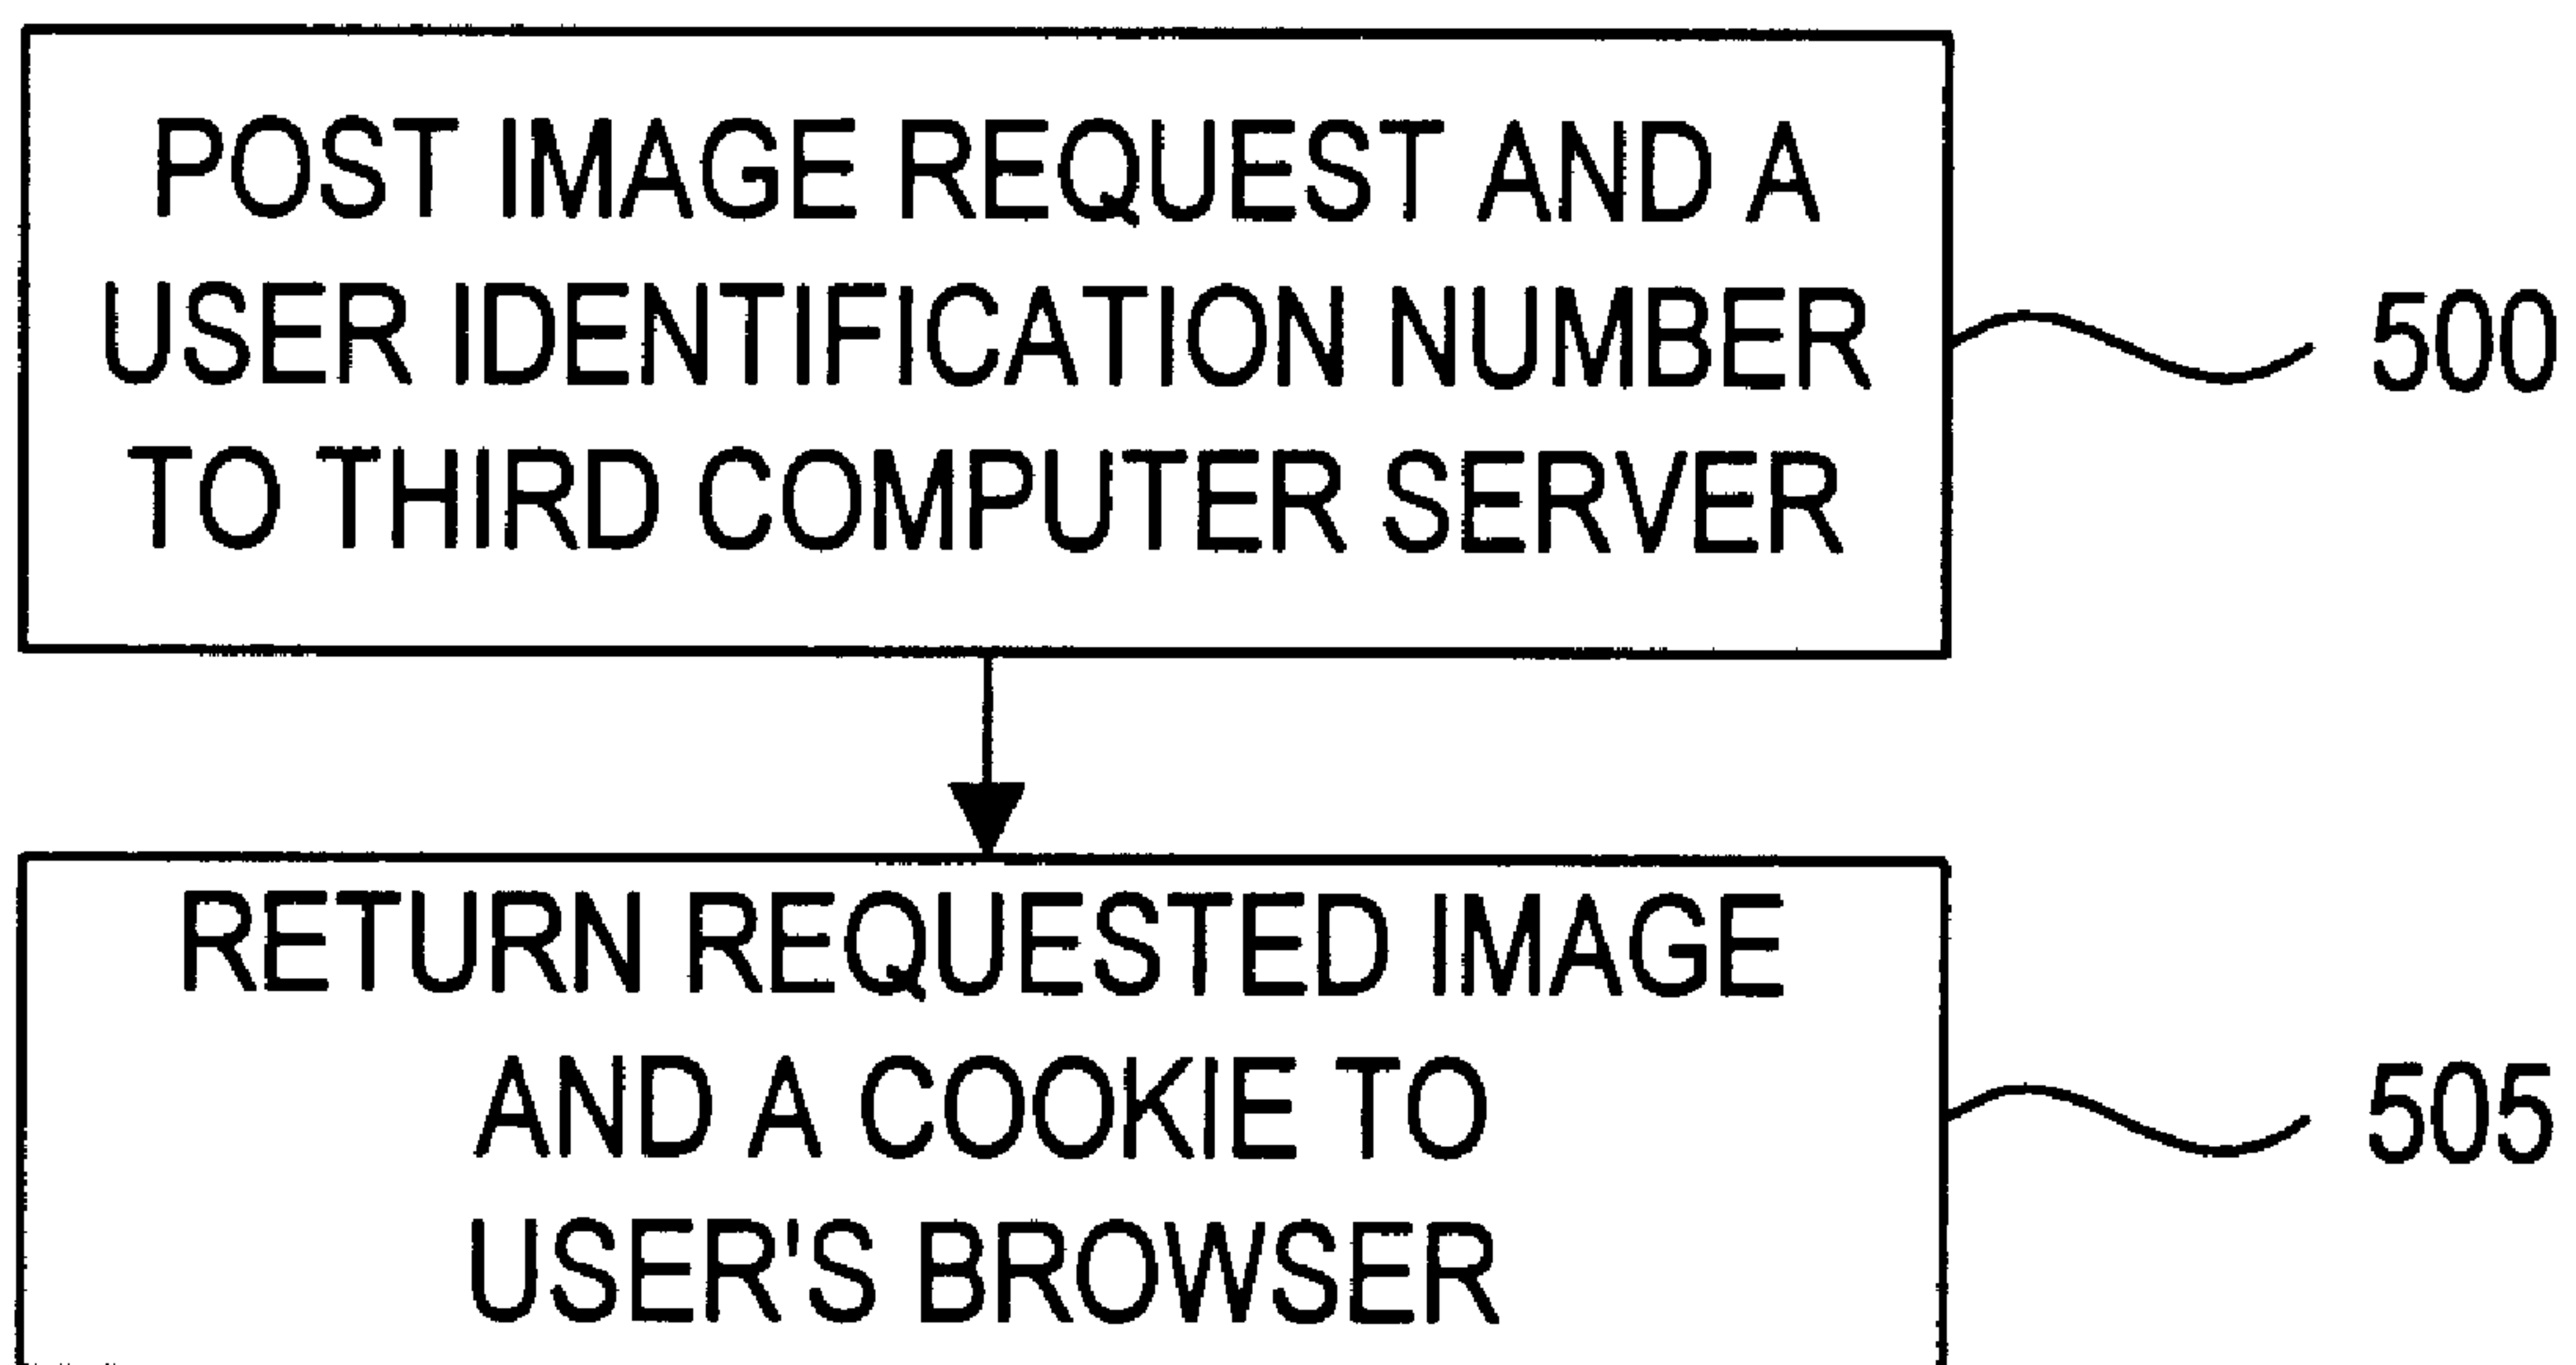 POST IMAGE REQUEST AND A
USER IDENTIFICATION NUMBER
TO THIRD COMPUTER SERVER
500
RETURN REQUESTED IMAGE
AND A COOKIE TO
USER'S BROWSER
505